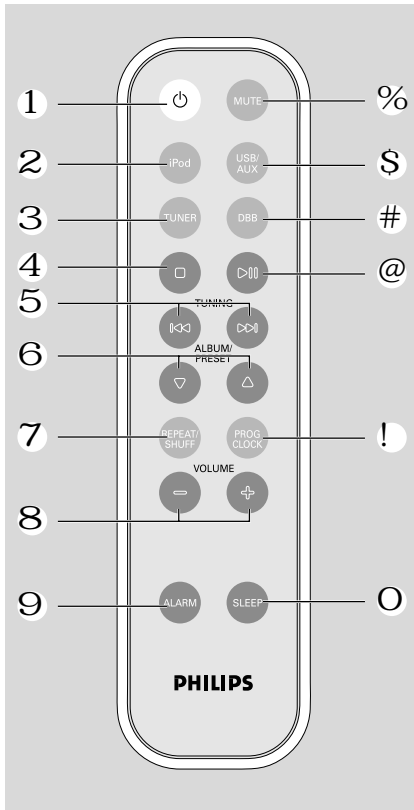 1 MUTE %
2 iPod USB/ AUX $
3 TUNER DBB #
4 @
5 TUNING
6 ALBUM/ PRESET
7 REPEAT/ SHUFF PROG CLOCK !
VOLUME
8
9 ALARM SLEEP 0
PHILIPS